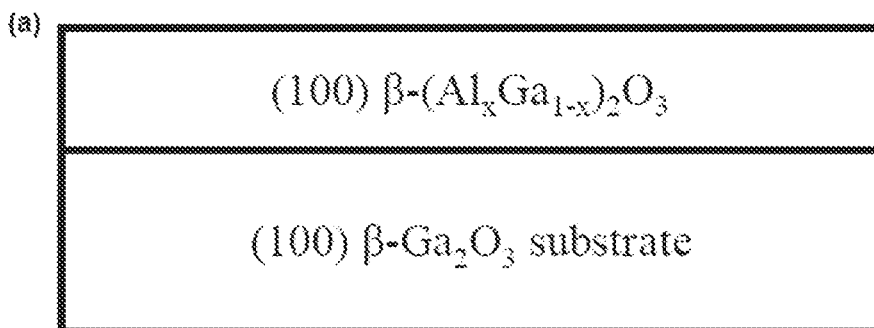 (a)
(100) β-(AlₓGa₁₋ₓ)₂O₃
(100) β-Ga₂O₃ substrate